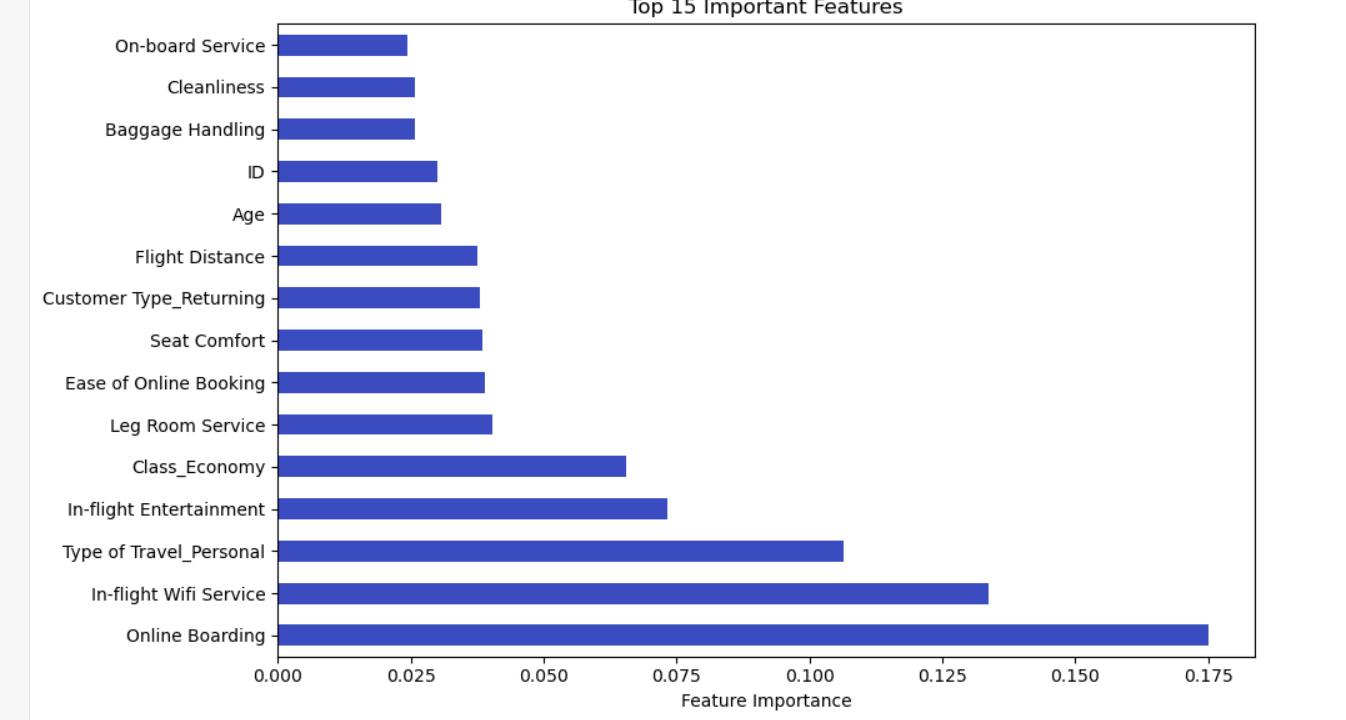 Top 15 Important Features
On-board Service
Cleanliness
Baggage Handling
ID
Age
Flight Distance
Customer Type_Returning
Seat Comfort
Ease of Online Booking
Leg Room Service
Class_Economy
In-flight Entertainment
Type of Travel_Personal
In-flight Wifi Service
Online Boarding
0.000 0.025 0.050 0.075 0.100 0.125 0.150 0.175
Feature Importance